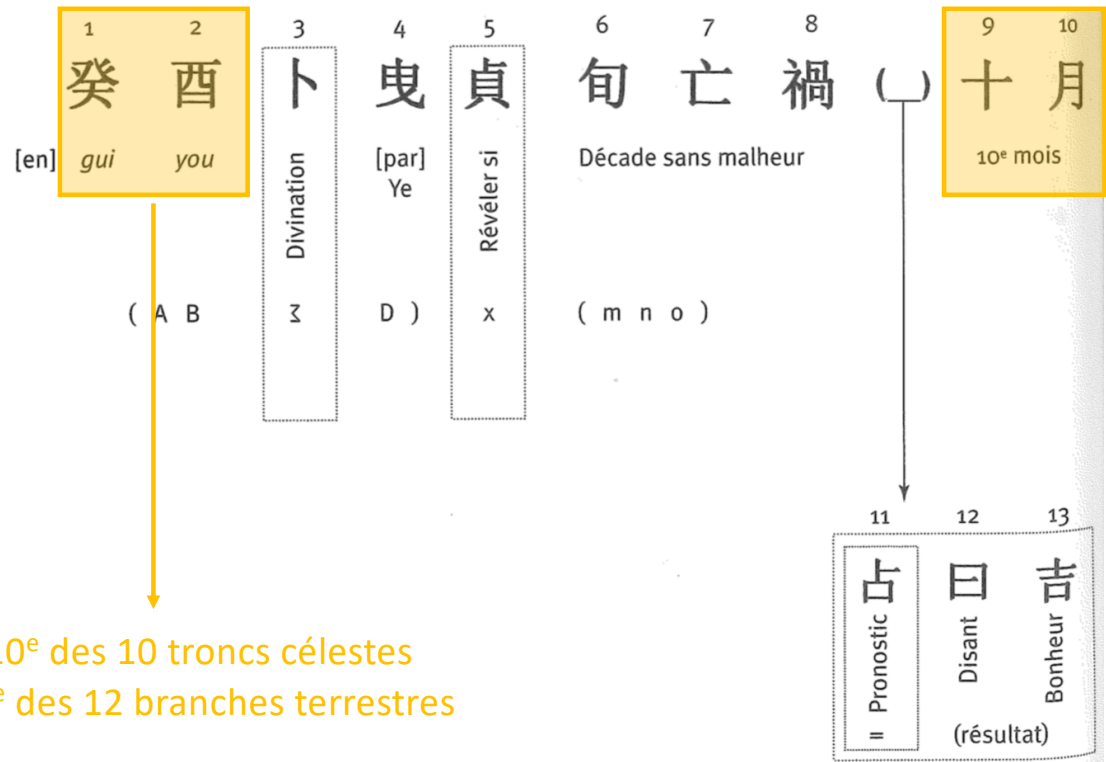 1 2 3 4 5 6 7 8 9 10
癸 酉 卜 曳 貞 旬 亡 禍 (__) 十 月
[en] gui you Divination [par] Ye Révéler si Décade sans malheur 10e mois
( A B Σ D ) x ( m n o )
11 12 13
占 曰 吉
= Pronostic Disant Bonheur
(résultat)
10e des 10 troncs célestes
e des 12 branches terrestres